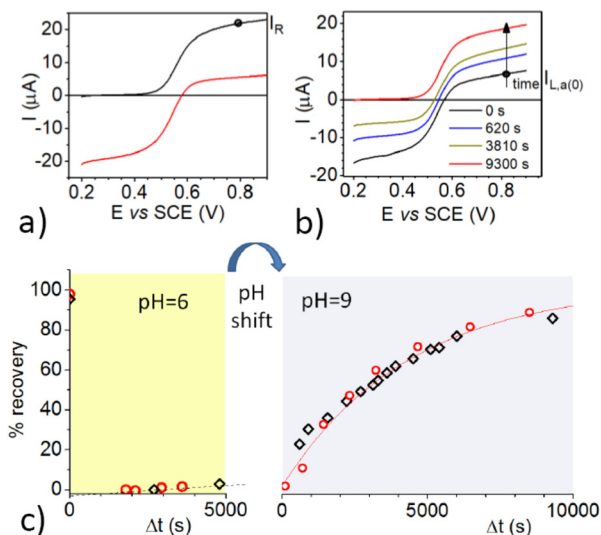 I_R
20
10
0
-10
-20
I (μA)
0.2 0.4 0.6 0.8
E vs SCE (V)
a)
20
10
0
-10
-20
I (μA)
time I_L,a(0)
0 s
620 s
3810 s
9300 s
0.2 0.4 0.6 0.8
E vs SCE (V)
b)
100
80
60
40
20
0
% recovery
pH=6
pH
shift
pH=9
0 5000
Δt (s)
0 5000 10000
Δt (s)
c)